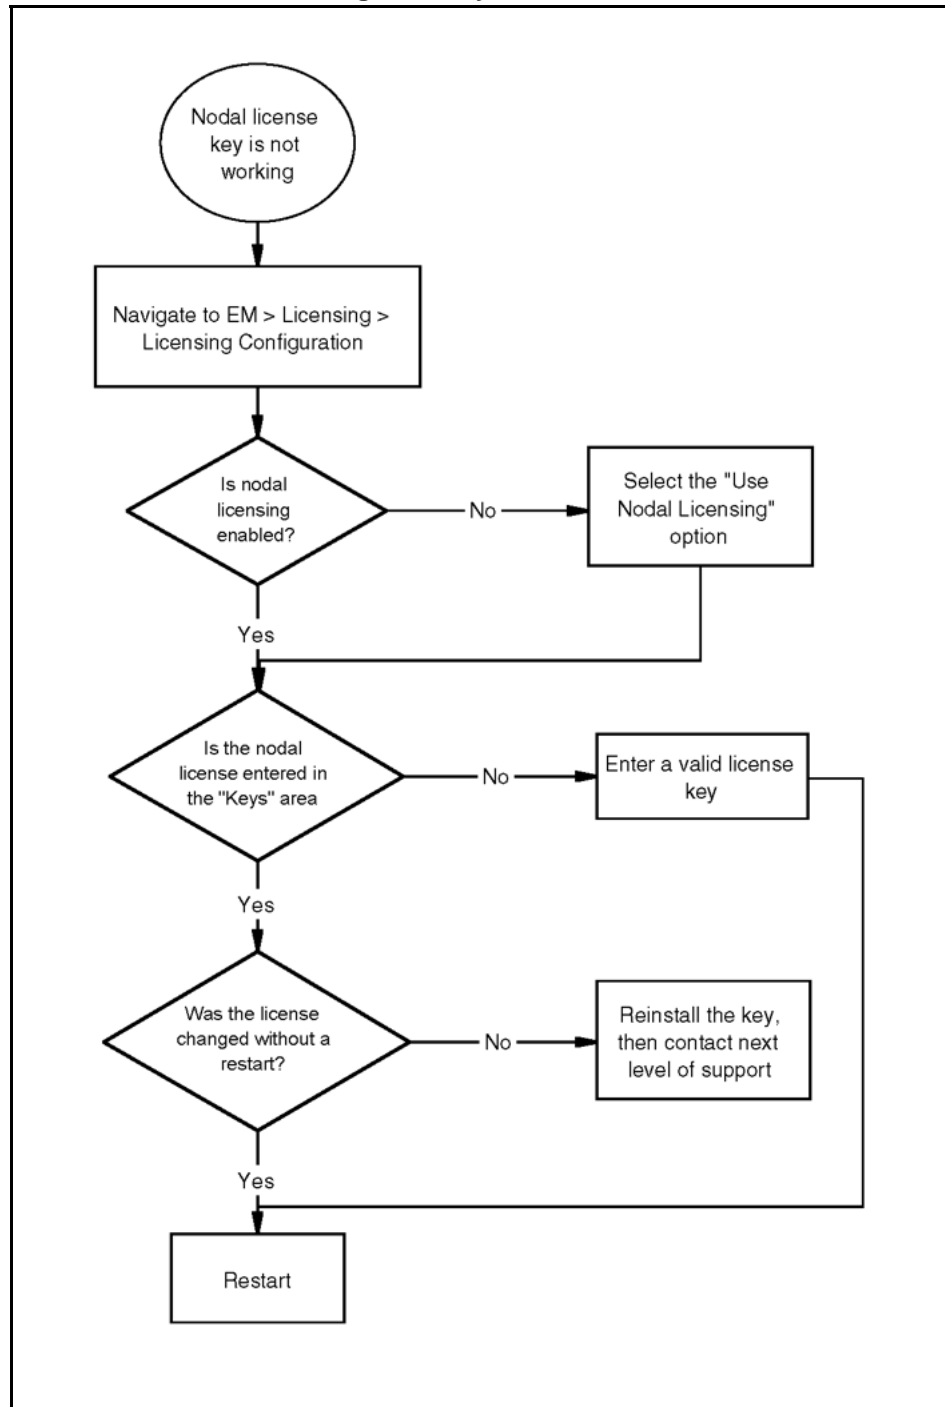 Nodal license
key is not
working
Navigate to EM > Licensing >
Licensing Configuration
Is nodal
licensing
enabled?
No
Select the "Use
Nodal Licensing"
option
Yes
Is the nodal
license entered in
the "Keys" area
No
Enter a valid license
key
Yes
Was the license
changed without a
restart?
No
Reinstall the key,
then contact next
level of support
Yes
Restart